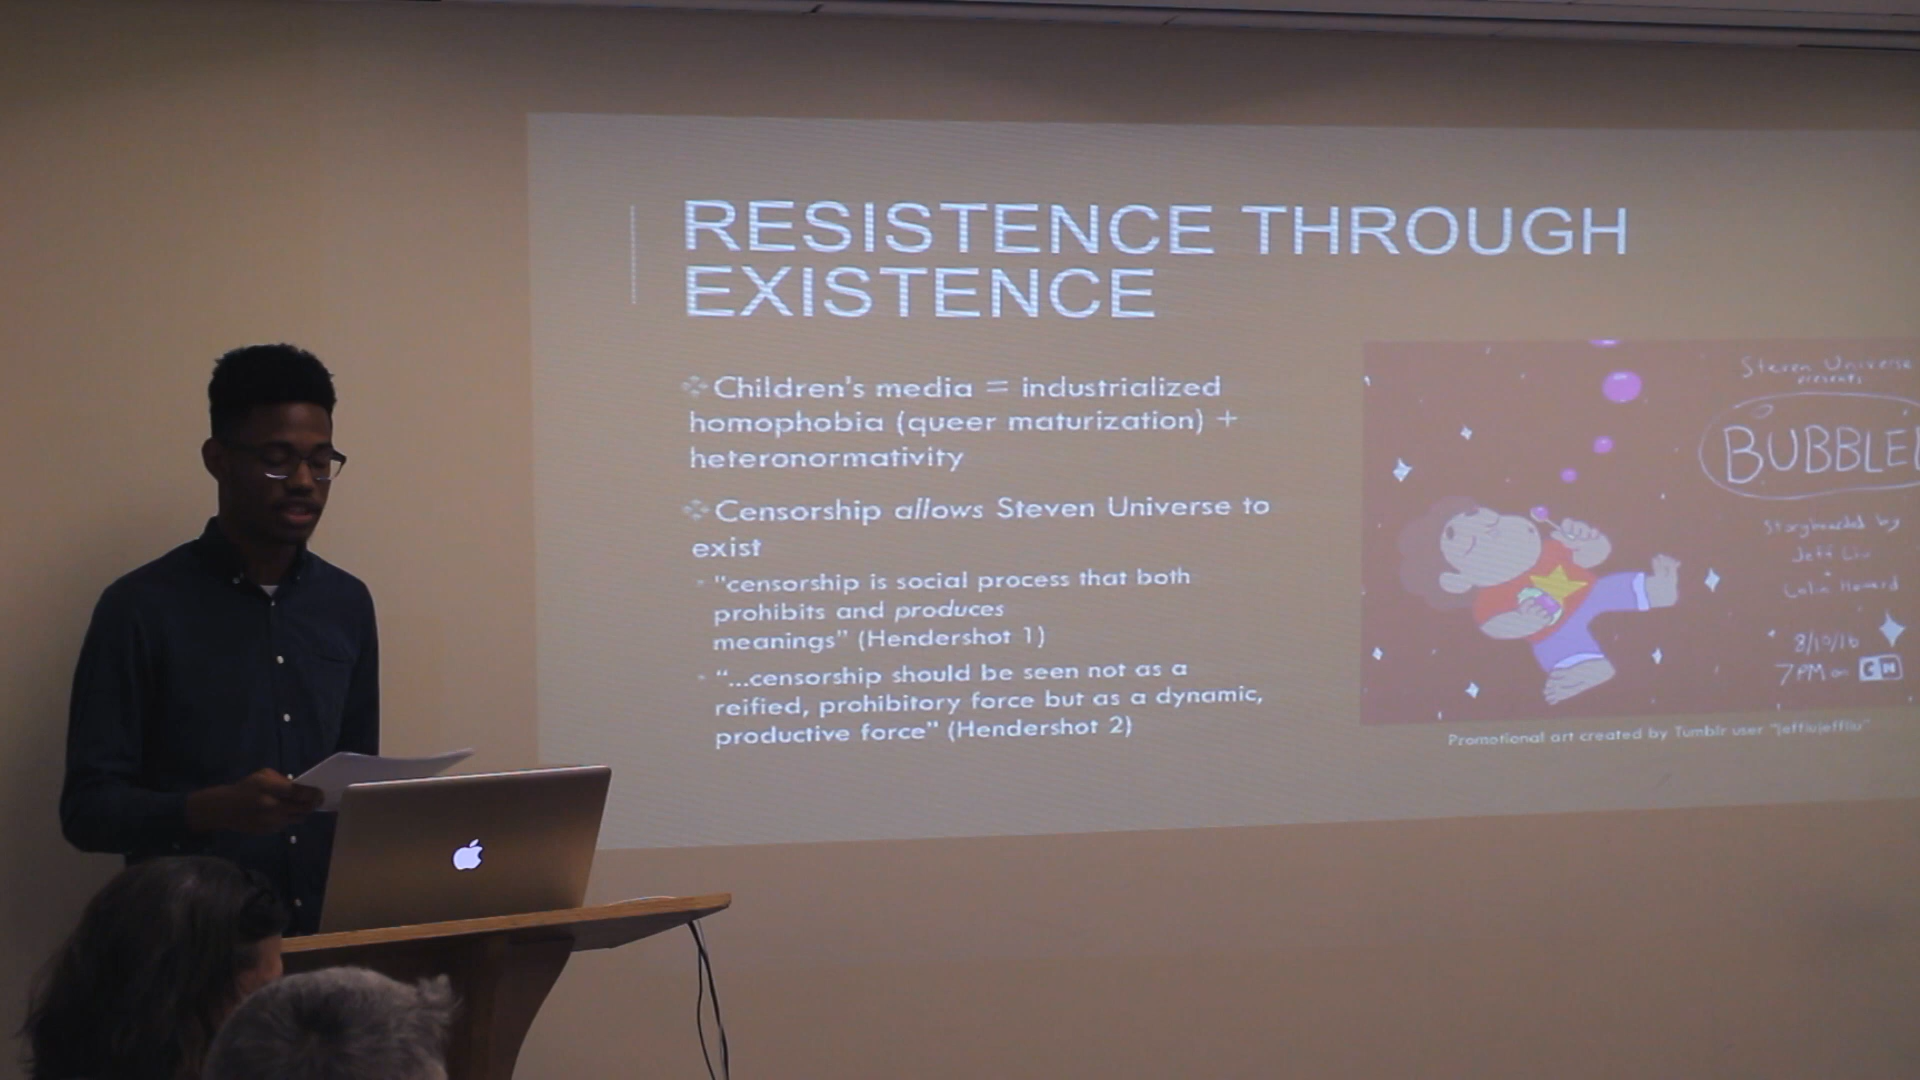 RESISTENCE THROUGH
EXISTENCE
Children's media = industrialized
homophobia (queer maturization) +
heteronormativity
Censorship allows Steven Universe to
exist
"censorship is social process that both
prohibits and produces
meanings" (Hendershot 1)
"...censorship should be seen not as a
reified, prohibitory force but as a dynamic,
productive force" (Hendershot 2)
Steven Universe
presents
BUBBLE
Storyboarded by
Jeff Liu
Colin Howard
8/10/16
7PM on CN
Promotional art created by Tumblr user "jeffliujeffliu"